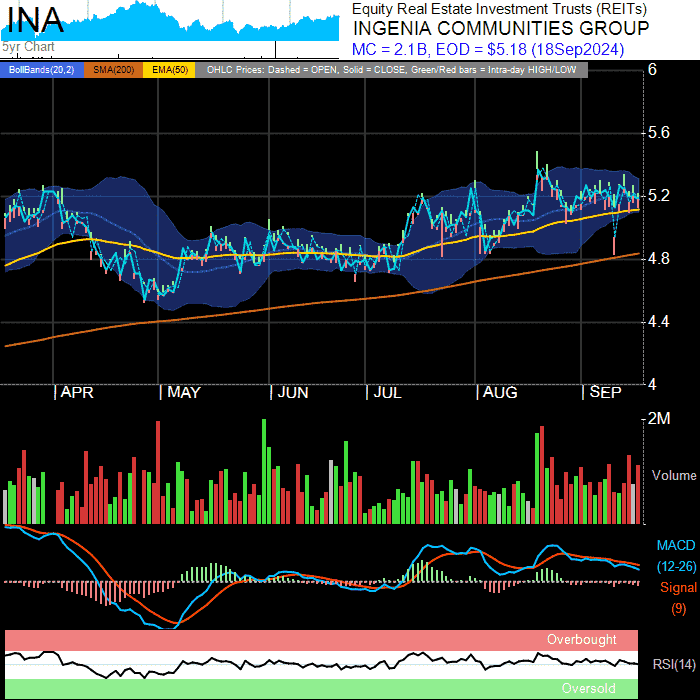 INA
5yr Chart
Equity Real Estate Investment Trusts (REITs)
INGENIA COMMUNITIES GROUP
MC = 2.1B, EOD = $5.18 (18Sep2024)
BollBands(20,2) SMA(200) EMA(50) OHLC Prices: Dashed = OPEN, Solid = CLOSE, Green/Red bars = Intra-day HIGH/LOW
6
5.6
5.2
4.8
4.4
4
APR MAY JUN JUL AUG SEP
2M
Volume
MACD
(12-26)
Signal
(9)
Overbought
RSI(14)
Oversold